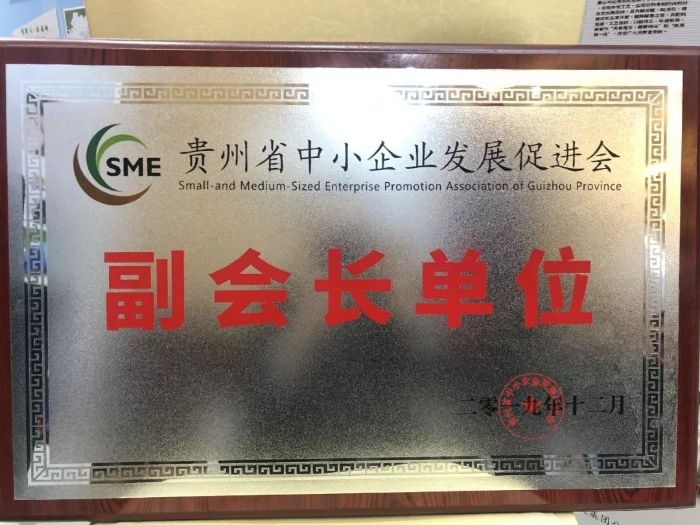 SME
贵州省中小企业发展促进会
Small-and Medium-Sized Enterprise Promotion Association of Guizhou Province
副会长单位
二零一九年十二月